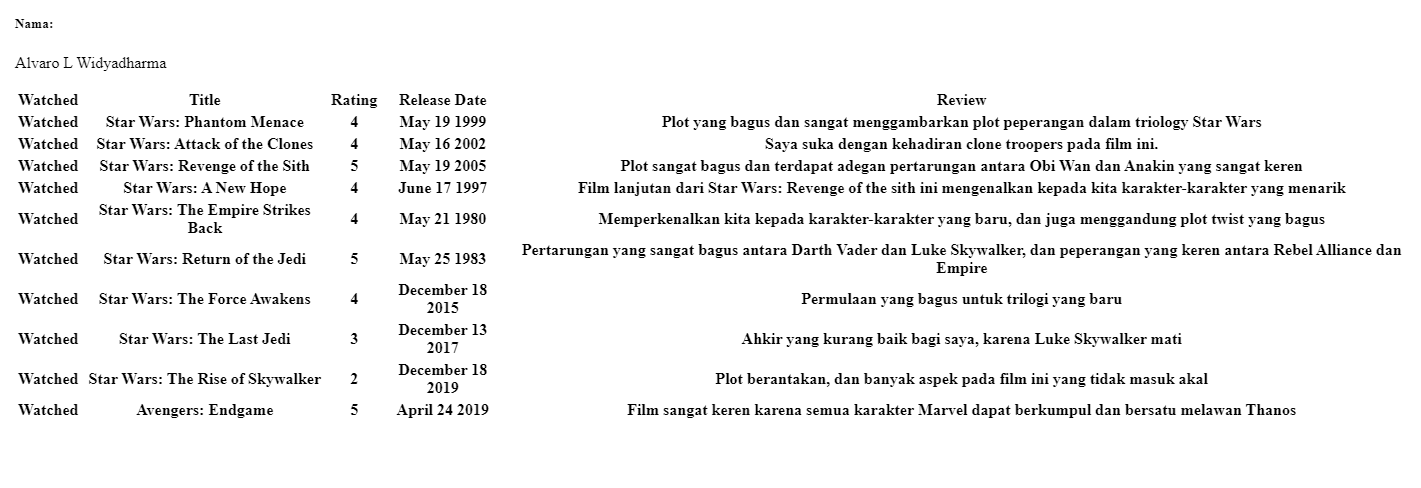 Nama:
Alvaro L Widyadharma
Watched Title Rating Release Date Review
Watched Star Wars: Phantom Menace 4 May 19 1999 Plot yang bagus dan sangat menggambarkan plot peperangan dalam triology Star Wars
Watched Star Wars: Attack of the Clones 4 May 16 2002 Saya suka dengan kehadiran clone troopers pada film ini.
Watched Star Wars: Revenge of the Sith 5 May 19 2005 Plot sangat bagus dan terdapat adegan pertarungan antara Obi Wan dan Anakin yang sangat keren
Watched Star Wars: A New Hope 4 June 17 1997 Film lanjutan dari Star Wars: Revenge of the sith ini mengenalkan kepada kita karakter-karakter yang menarik
Watched Star Wars: The Empire Strikes Back 4 May 21 1980 Memperkenalkan kita kepada karakter-karakter yang baru, dan juga menggandung plot twist yang bagus
Watched Star Wars: Return of the Jedi 5 May 25 1983 Pertarungan yang sangat bagus antara Darth Vader dan Luke Skywalker, dan peperangan yang keren antara Rebel Alliance dan Empire
Watched Star Wars: The Force Awakens 4 December 18 2015 Permulaan yang bagus untuk trilogi yang baru
Watched Star Wars: The Last Jedi 3 December 13 2017 Ahkir yang kurang baik bagi saya, karena Luke Skywalker mati
Watched Star Wars: The Rise of Skywalker 2 December 18 2019 Plot berantakan, dan banyak aspek pada film ini yang tidak masuk akal
Watched Avengers: Endgame 5 April 24 2019 Film sangat keren karena semua karakter Marvel dapat berkumpul dan bersatu melawan Thanos